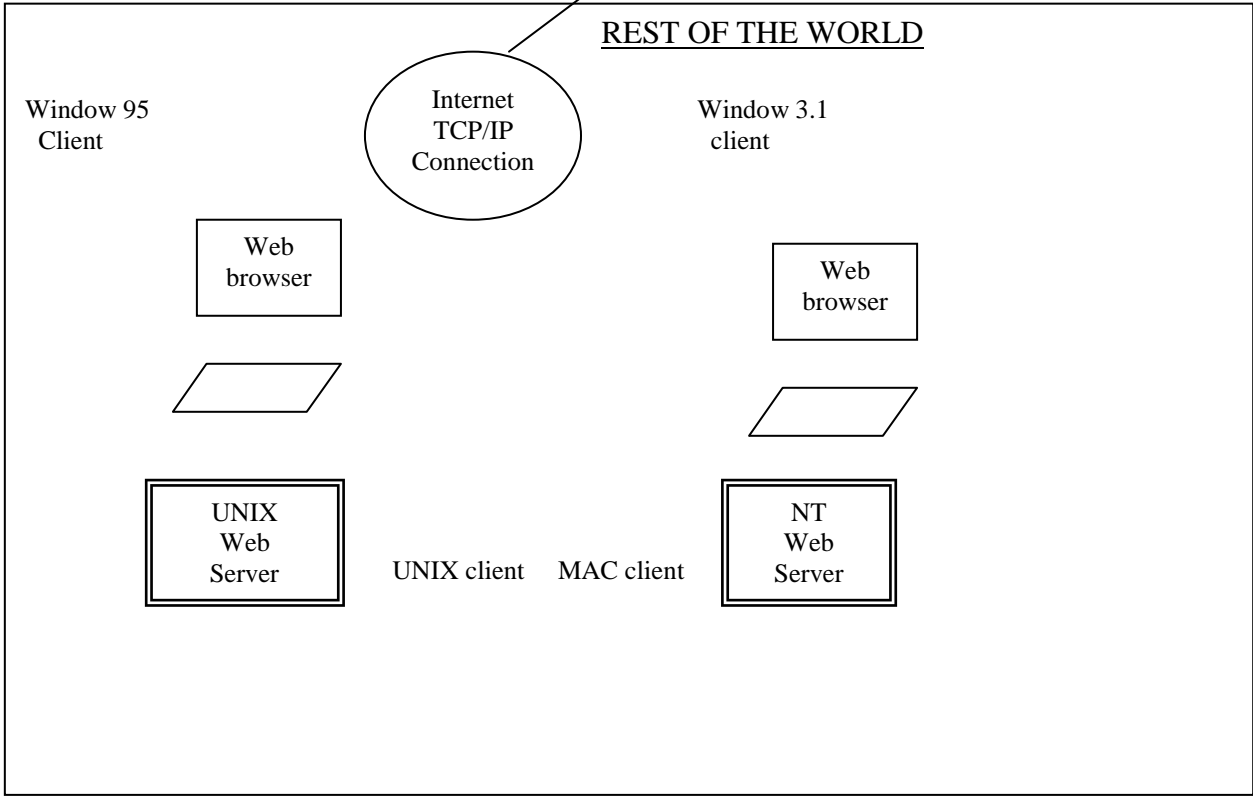 REST OF THE WORLD
Window 95
Client
Internet
TCP/IP
Connection
Window 3.1
client
Web
browser
Web
browser
UNIX
Web
Server
UNIX client
MAC client
NT
Web
Server